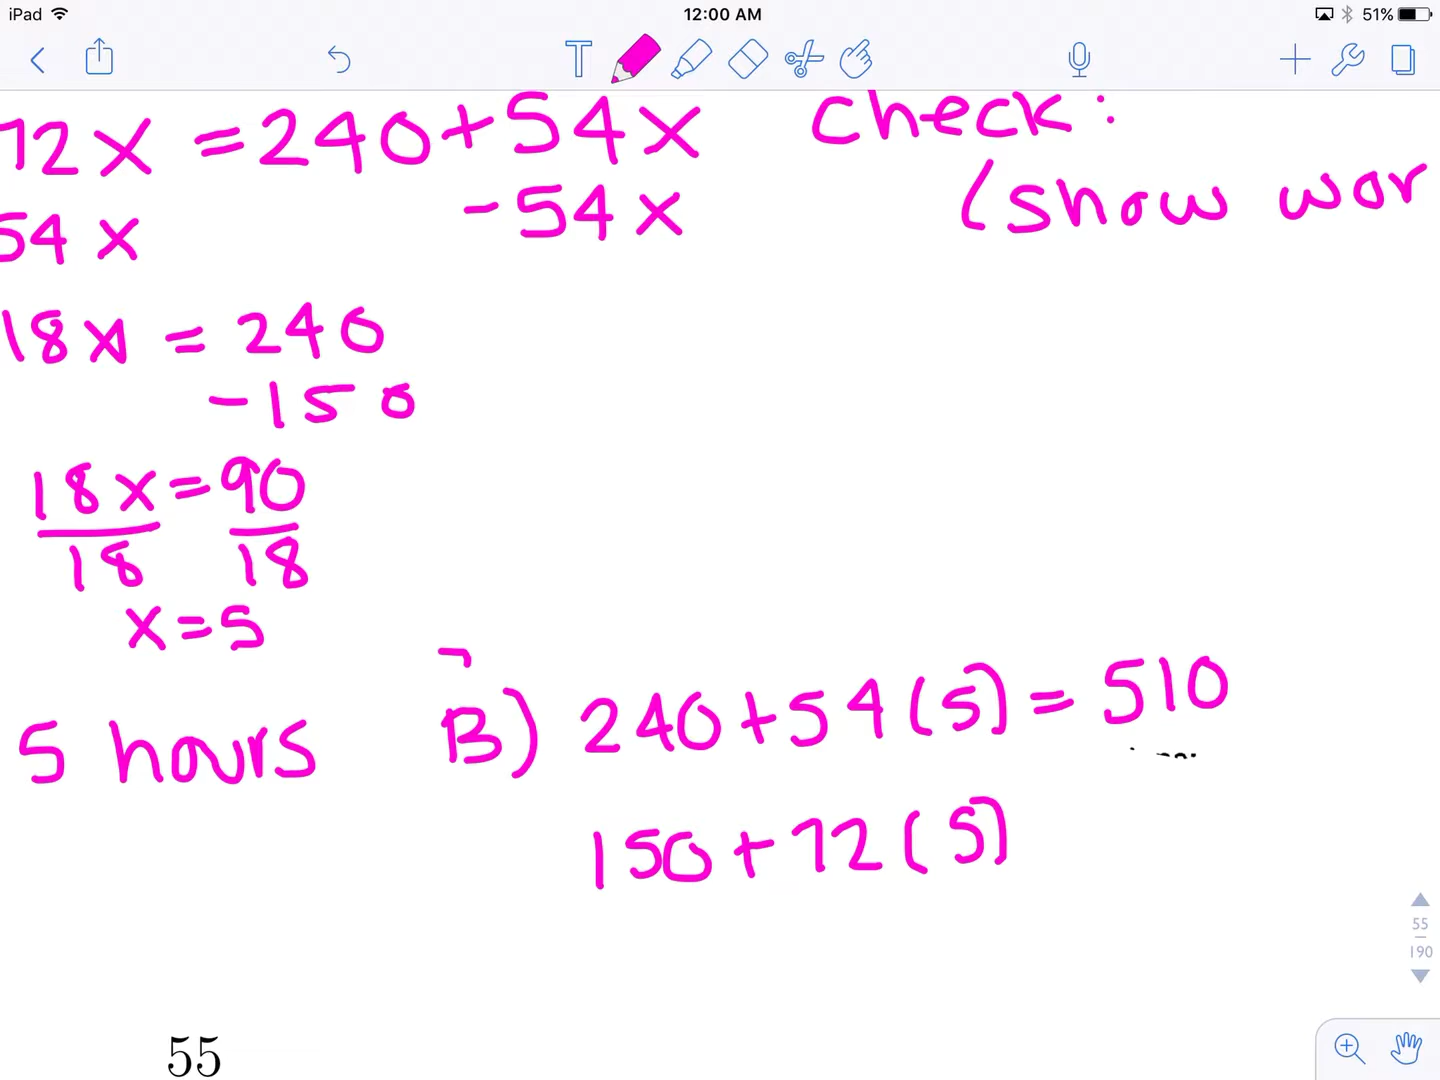 iPad
12:00 AM
51%
72x = 240 + 54x
- 54x
54x
18x = 240
- 150
18x = 90
18 18
x = 5
5 hours
check:
(show wor
B) 240 + 54(5) = 510
150 + 72(5)
55
190
55